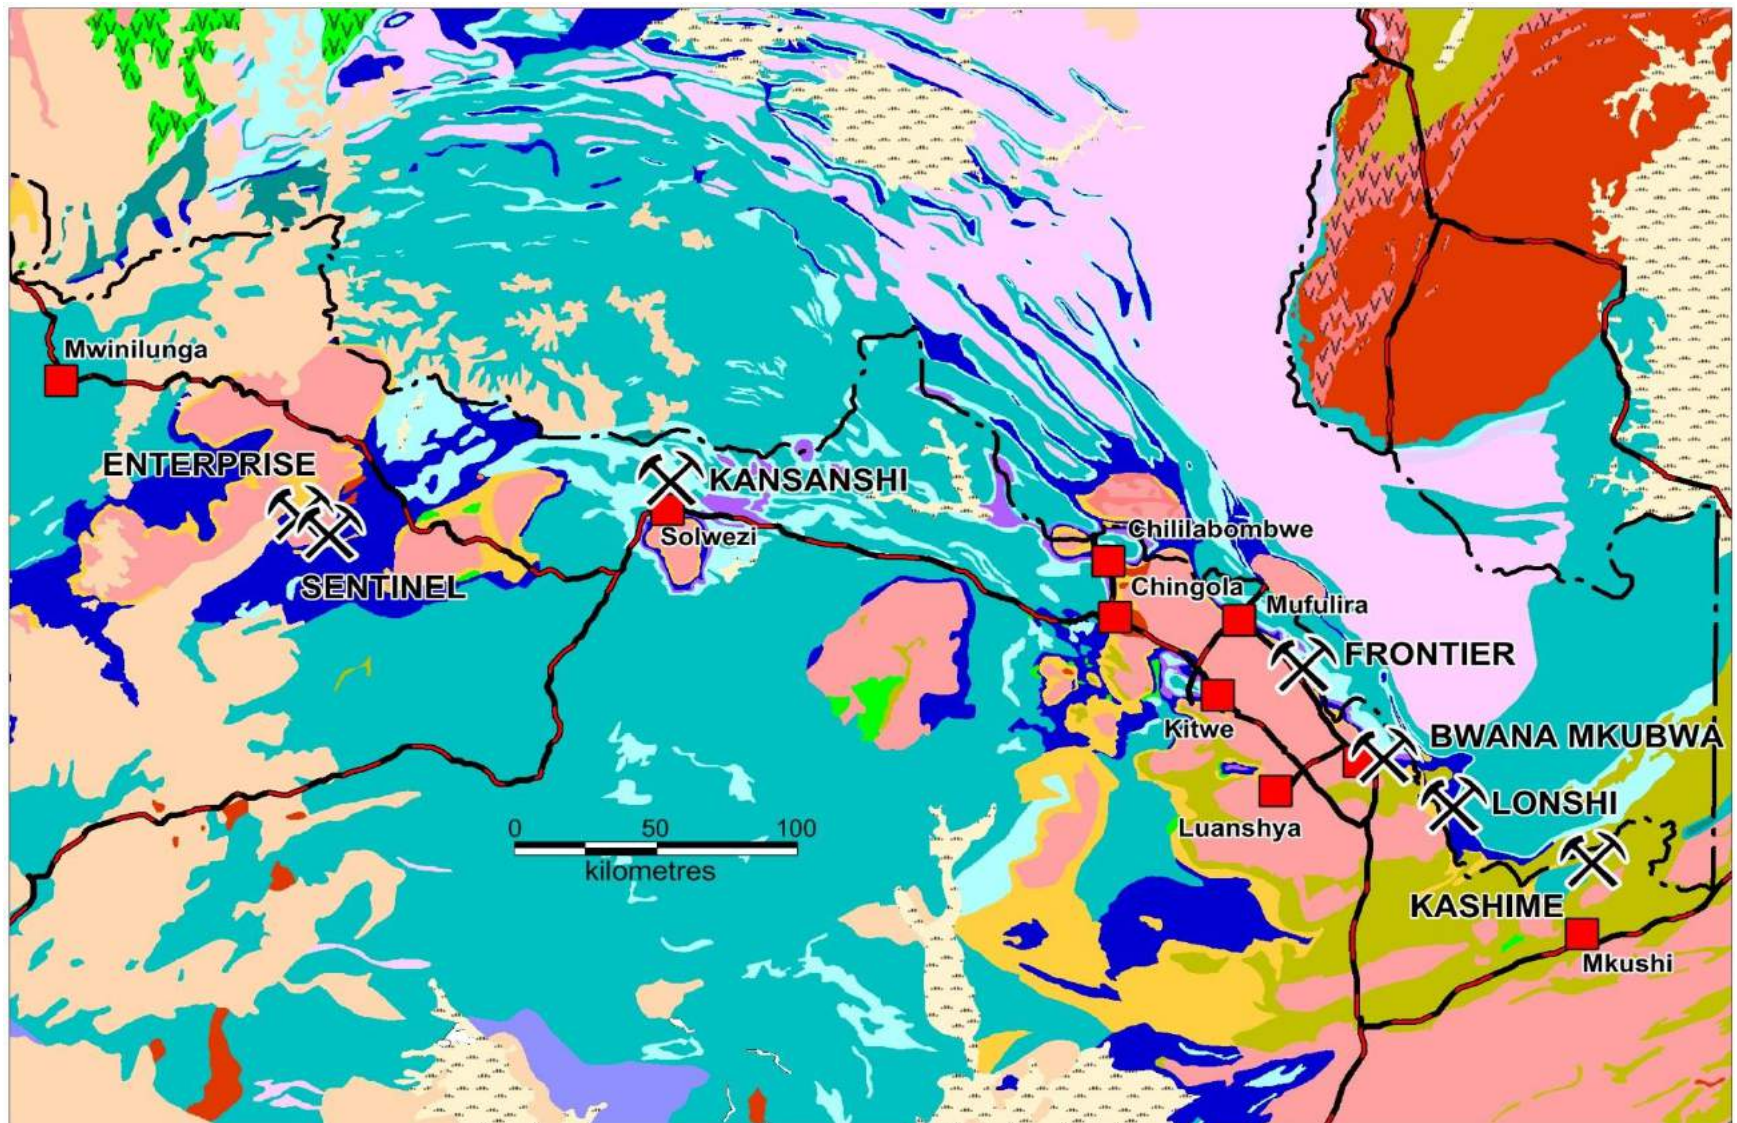 Mwinilunga
ENTERPRISE
KANSANSHI
Solwezi
Chililabombwe
SENTINEL
Chingola
Mufulira
FRONTIER
Kitwe
BWANA MKUBWA
LONSHI
Luanshya
0 50 100
kilometres
KASHIME
Mkushi